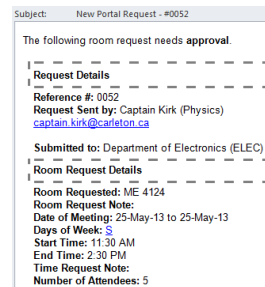 Subject: New Portal Request - #0052
The following room request needs approval.
Request Details
Reference #: 0052
Request Sent by: Captain Kirk (Physics)
captain.kirk@carleton.ca
Submitted to: Department of Electronics (ELEC)
Room Request Details
Room Requested: ME 4124
Room Request Note:
Date of Meeting: 25-May-13 to 25-May-13
Days of Week: S
Start Time: 11:30 AM
End Time: 2:30 PM
Time Request Note:
Number of Attendees: 5